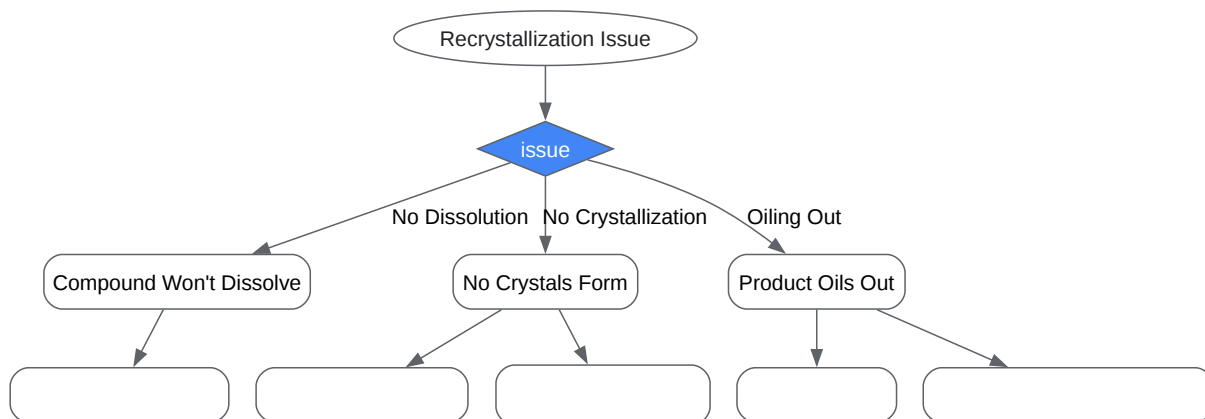 Recrystallization Issue
issue
No Dissolution
No Crystallization
Oiling Out
Compound Won't Dissolve
No Crystals Form
Product Oils Out